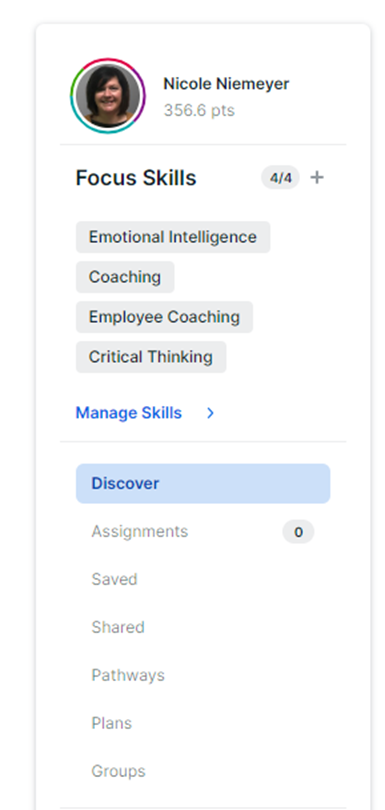 Nicole Niemeyer
356.6 pts
Focus Skills 4/4 +
Emotional Intelligence
Coaching
Employee Coaching
Critical Thinking
Manage Skills >
Discover
Assignments 0
Saved
Shared
Pathways
Plans
Groups